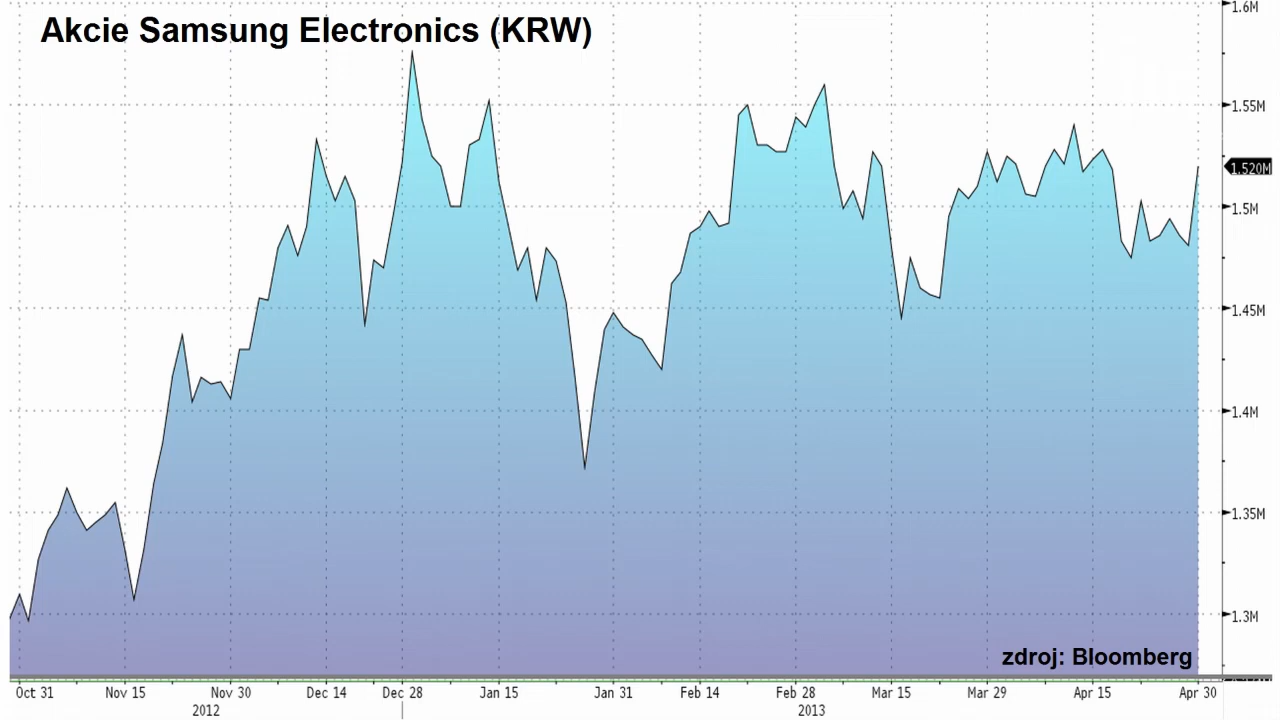 Akcie Samsung Electronics (KRW)
1.6M
1.55M
1.520M
1.5M
1.45M
1.4M
1.35M
1.3M
zdroj: Bloomberg
Oct 31 Nov 15 Nov 30 Dec 14 Dec 28 Jan 15 Jan 31 Feb 14 Feb 28 Mar 15 Mar 29 Apr 15 Apr 30
2012 2013